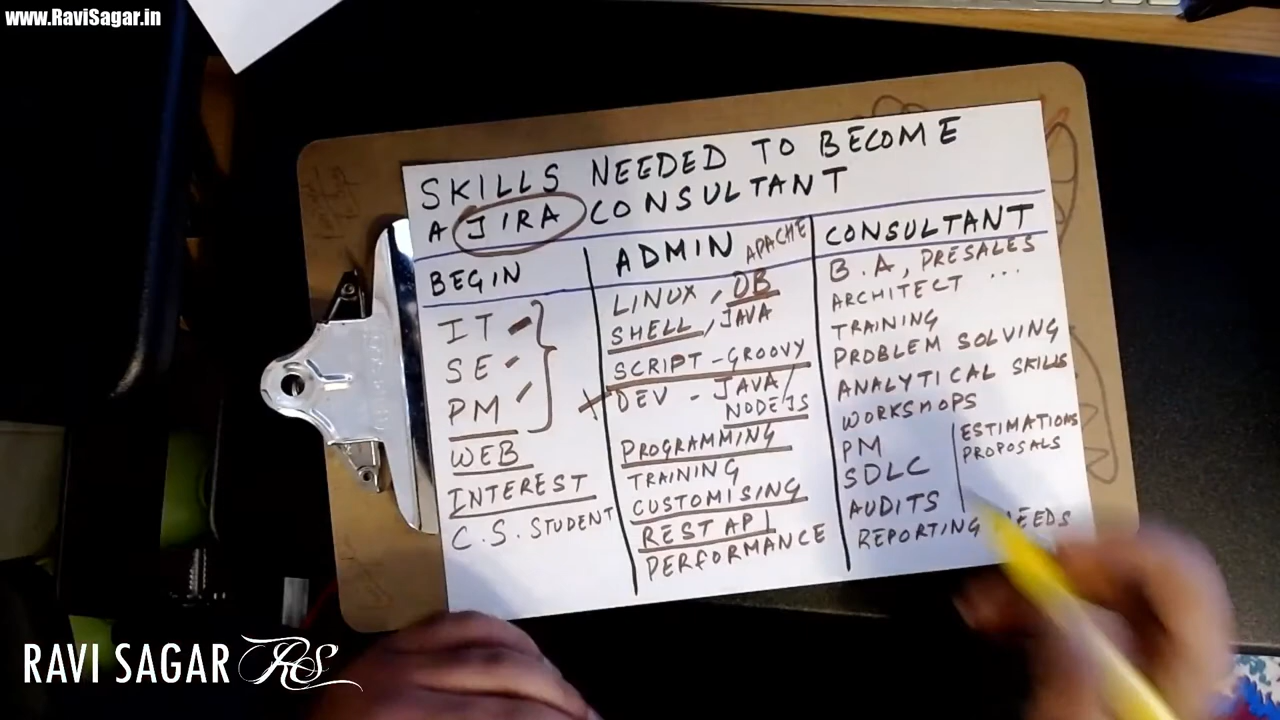 www.RaviSagar.in
SKILLS NEEDED TO BECOME
A JIRA CONSULTANT
BEGIN
IT
SE
PM
WEB
INTEREST
C.S. STUDENT
ADMIN APACHE
LINUX, DB
SHELL, JAVA
SCRIPT - GROOVY
DEV - JAVA/
NODEJS
PROGRAMMING
TRAINING
CUSTOMISING
REST API
PERFORMANCE
CONSULTANT
B.A, PRESALES
ARCHITECT ...
TRAINING
PROBLEM SOLVING
ANALYTICAL SKILLS
WORKSHOPS
PM
SDLC
AUDITS
ESTIMATIONS
PROPOSALS
REPORTING NEEDS
RAVI SAGAR RS